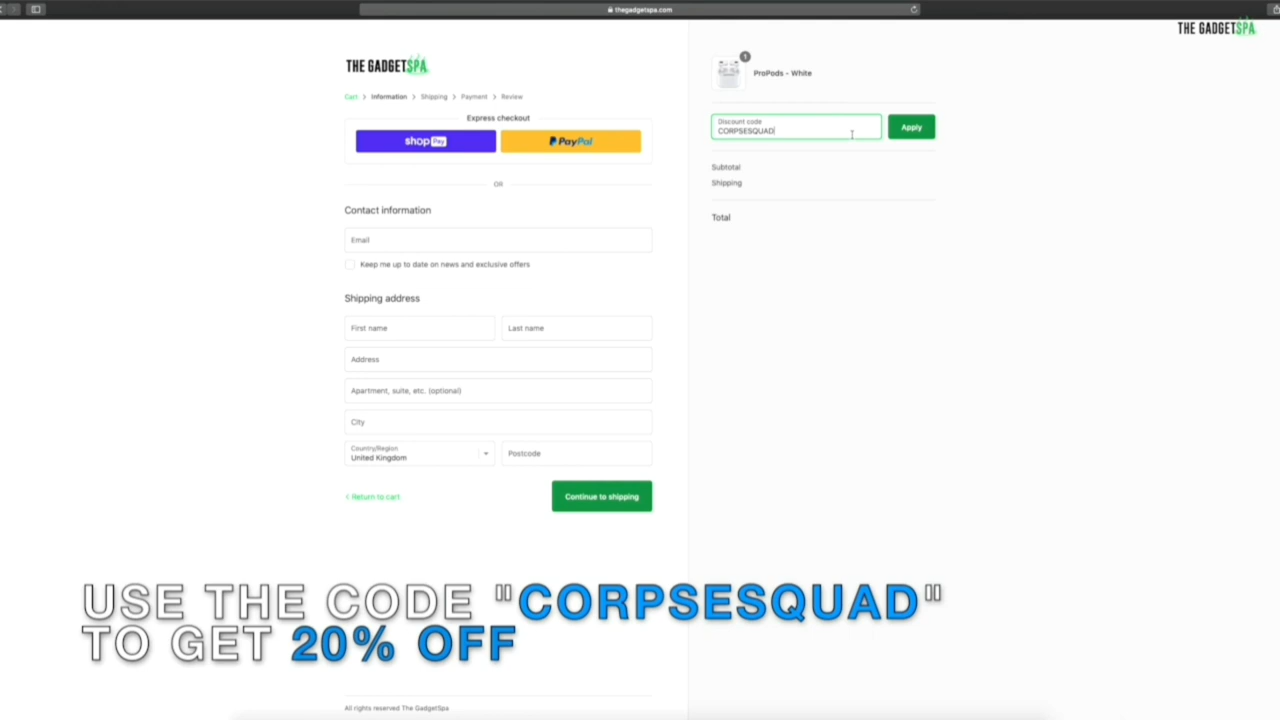 thegadgetspa.com
THE GADGETSPA
THE GADGETSPA
1
ProPods - White
Cart > Information > Shipping > Payment > Review
Express checkout
shop Pay
PayPal
Discount code
CORPSESQUAD
Apply
Subtotal
Shipping
Total
OR
Contact information
Email
Keep me up to date on news and exclusive offers
Shipping address
First name
Last name
Address
Apartment, suite, etc. (optional)
City
Country/Region
United Kingdom
Postcode
< Return to cart
Continue to shipping
USE THE CODE "CORPSESQUAD"
TO GET 20% OFF
All rights reserved The GadgetSpa